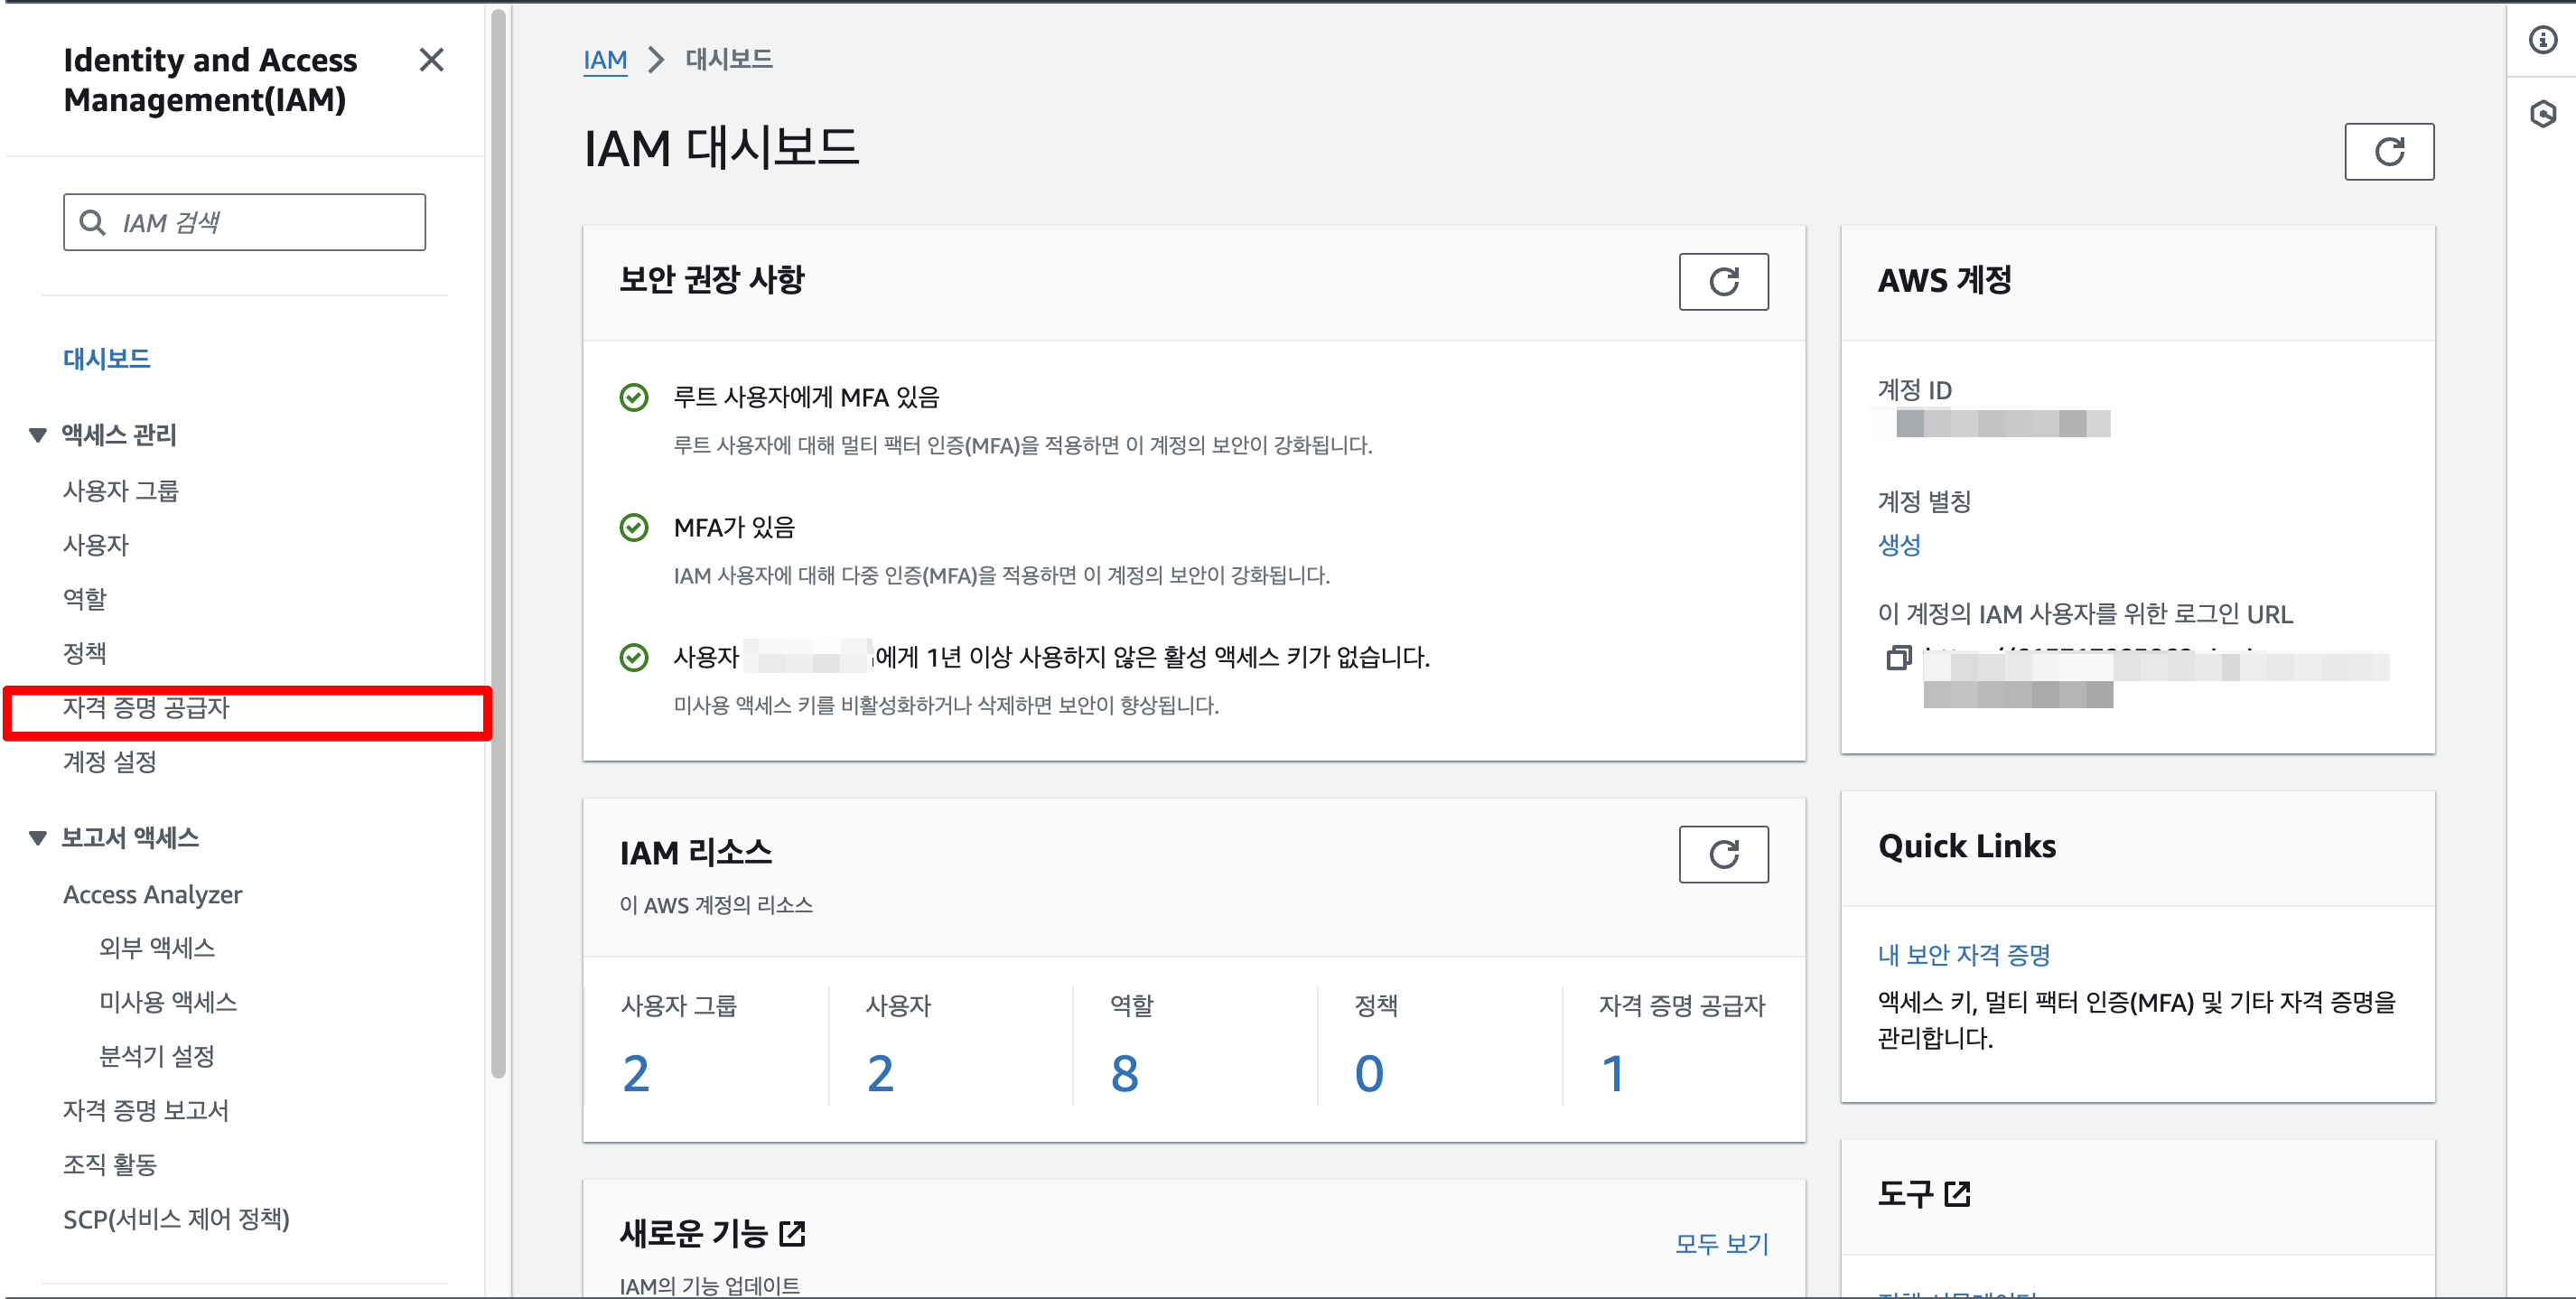 Identity and Access
Management(IAM)
IAM 검색
대시보드
액세스 관리
사용자 그룹
사용자
역할
정책
자격 증명 공급자
계정 설정
보고서 액세스
Access Analyzer
외부 액세스
미사용 액세스
분석기 설정
자격 증명 보고서
조직 활동
SCP(서비스 제어 정책)
IAM > 대시보드
IAM 대시보드
보안 권장 사항
루트 사용자에게 MFA 있음
루트 사용자에 대해 멀티 팩터 인증(MFA)을 적용하면 이 계정의 보안이 강화됩니다.
MFA가 있음
IAM 사용자에 대해 다중 인증(MFA)을 적용하면 이 계정의 보안이 강화됩니다.
사용자 에게 1년 이상 사용하지 않은 활성 액세스 키가 없습니다.
미사용 액세스 키를 비활성화하거나 삭제하면 보안이 향상됩니다.
IAM 리소스
이 AWS 계정의 리소스
사용자 그룹 사용자 역할 정책 자격 증명 공급자
2 2 8 0 1
새로운 기능
모두 보기
IAM의 기능 업데이트
AWS 계정
계정 ID
계정 별칭
생성
이 계정의 IAM 사용자를 위한 로그인 URL
Quick Links
내 보안 자격 증명
액세스 키, 멀티 팩터 인증(MFA) 및 기타 자격 증명을
관리합니다.
도구